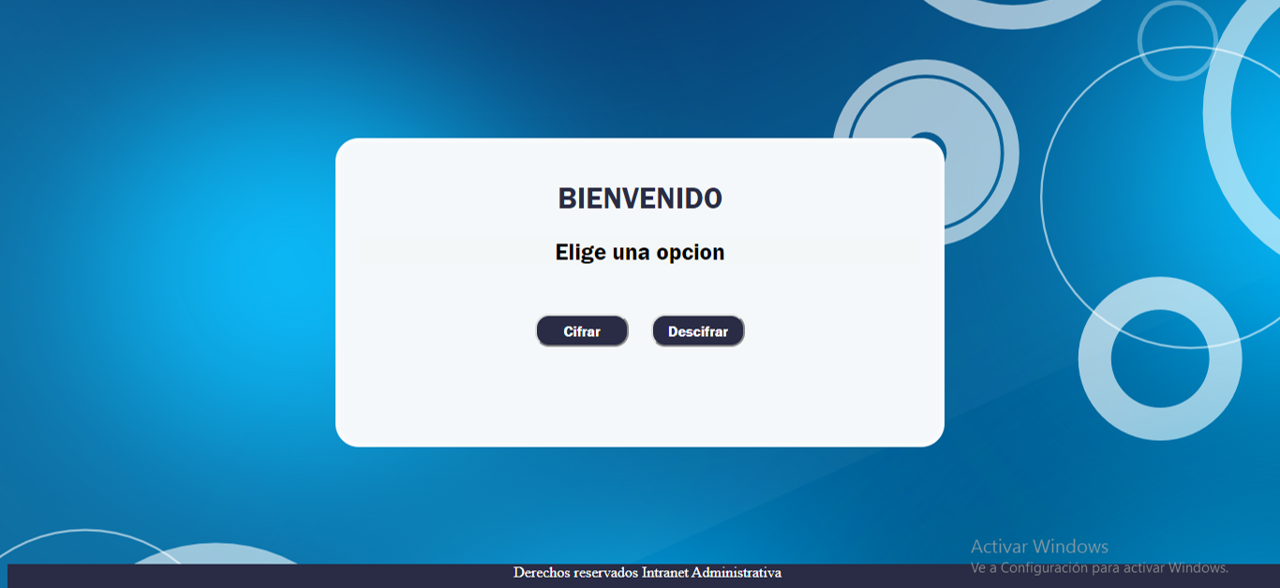 BIENVENIDO
Elige una opcion
Cifrar
Descifrar
Activar Windows
Ve a Configuración para activar Windows.
Derechos reservados Intranet Administrativa